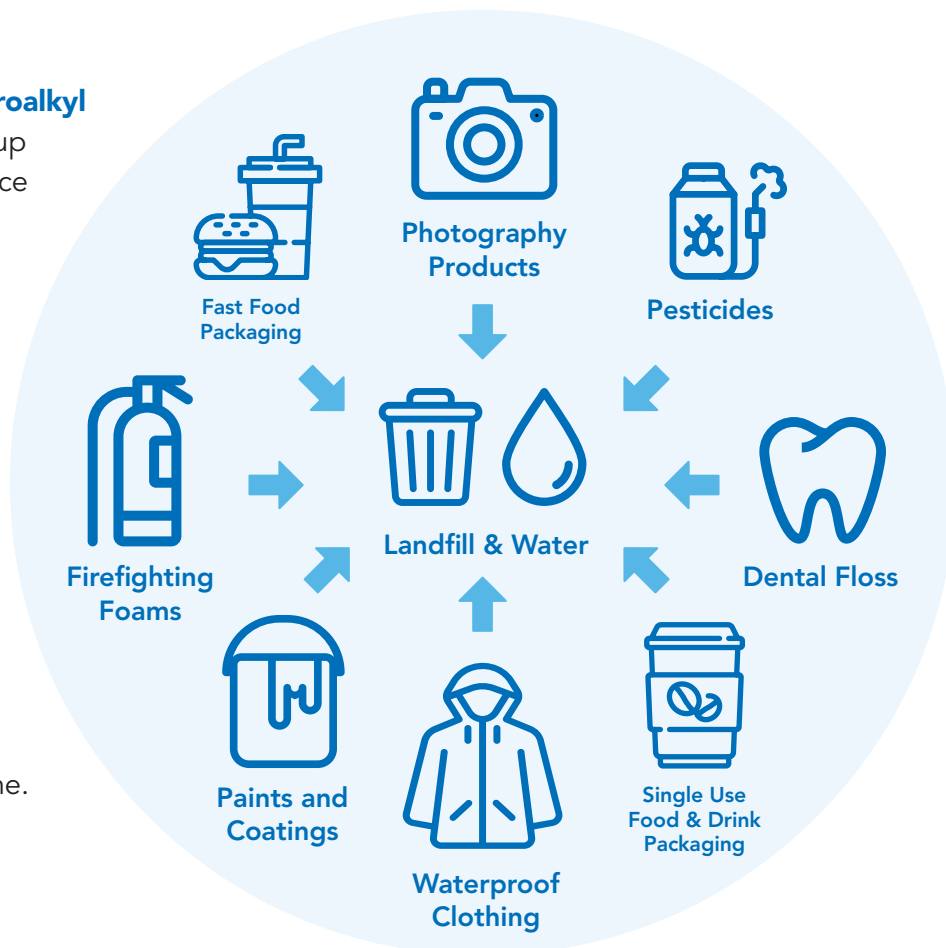 roalkyl
up
ce
ne.
Photography
Products
Fast Food
Packaging
Pesticides
Landfill & Water
Firefighting
Foams
Dental Floss
Paints and
Coatings
Single Use
Food & Drink
Packaging
Waterproof
Clothing